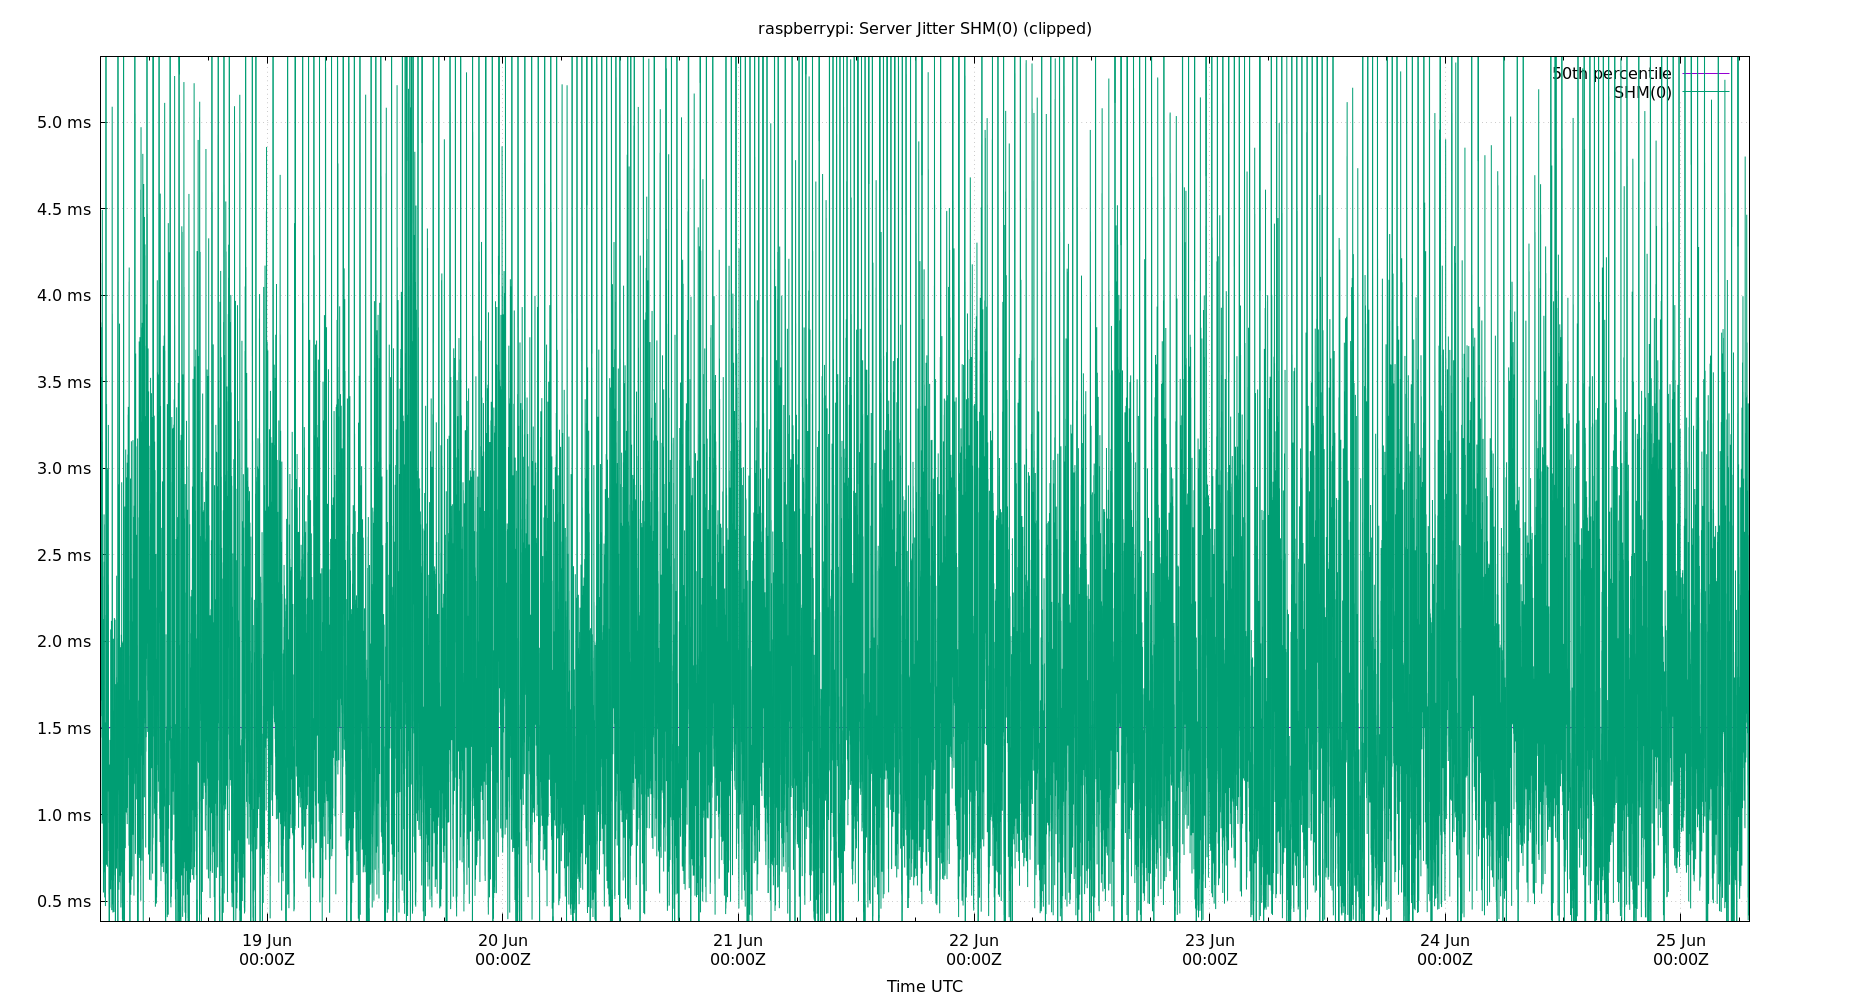 raspberrypi: Server Jitter SHM(0) (clipped)
50th percentile
SHM(0)
5.0 ms
4.5 ms
4.0 ms
3.5 ms
3.0 ms
2.5 ms
2.0 ms
1.5 ms
1.0 ms
0.5 ms
19 Jun 20 Jun 21 Jun 22 Jun 23 Jun 24 Jun 25 Jun
00:00Z 00:00Z 00:00Z 00:00Z 00:00Z 00:00Z 00:00Z
Time UTC